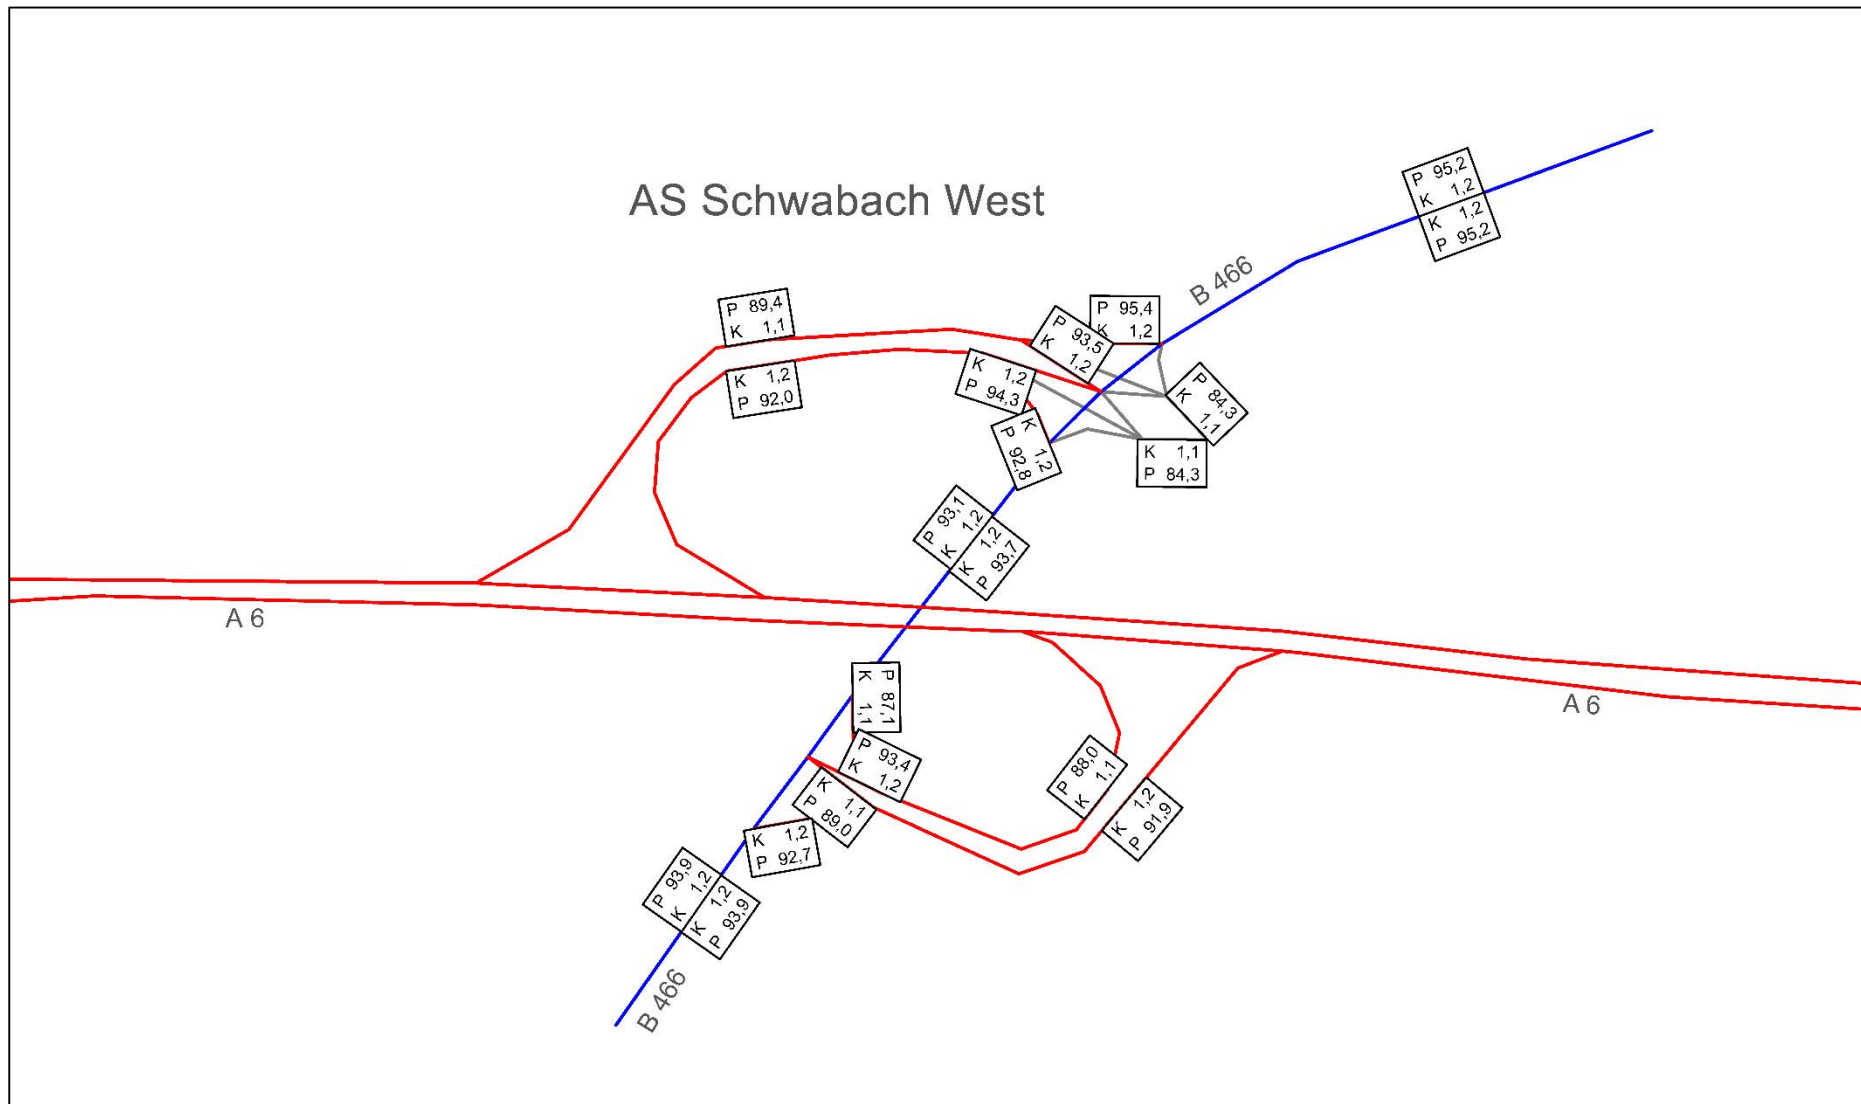 P 95,2
K 1,2
K 1,2
P 95,2
AS Schwabach West
B 466
P 89,4
K 1,1
P 95,4
K 1,2
P 93,5
K 1,2
K 1,2
P 92,0
K 1,2
P 94,3
P 84,3
K 1,1
K 1,2
P 92,8
K 1,1
P 84,3
P 93,1
K 1,2
K 1,2
P 93,7
A 6
P 87,1
K 1,1
A 6
P 93,4
K 1,2
P 88,0
K 1,1
K 1,1
P 89,0
K 1,2
P 91,9
K 1,2
P 92,7
P 93,9
K 1,2
K 1,2
P 93,9
B 466